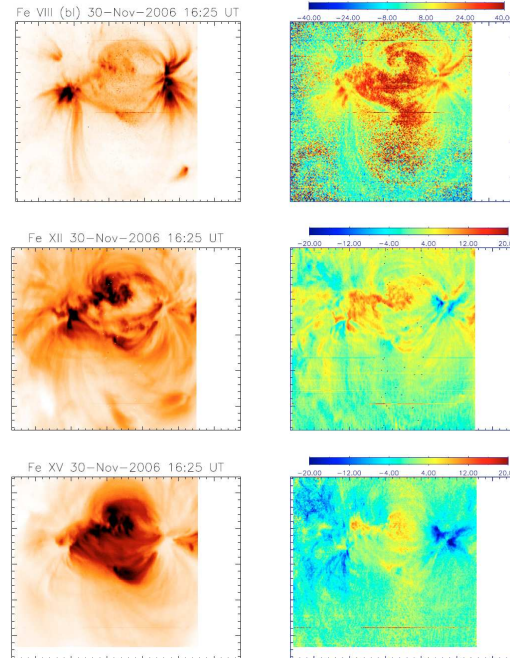 Fe VIII (bl) 30-Nov-2006 16:25 UT
-40.00 -24.00 -8.00 8.00 24.00 40.0
Fe XII 30-Nov-2006 16:25 UT
-20.00 -12.00 -4.00 4.00 12.00 20.
Fe XV 30-Nov-2006 16:25 UT
-20.00 -12.00 -4.00 4.00 12.00 20.